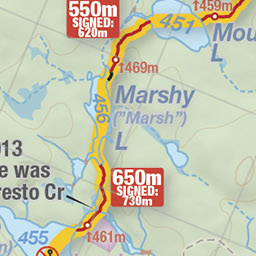 550m
SIGNED:
620m
451
↑459m
Mou
L
↑469m
456
Marshy
("Marsh")
L
013
e was
resto Cr
650m
SIGNED:
730m
455
↑461m